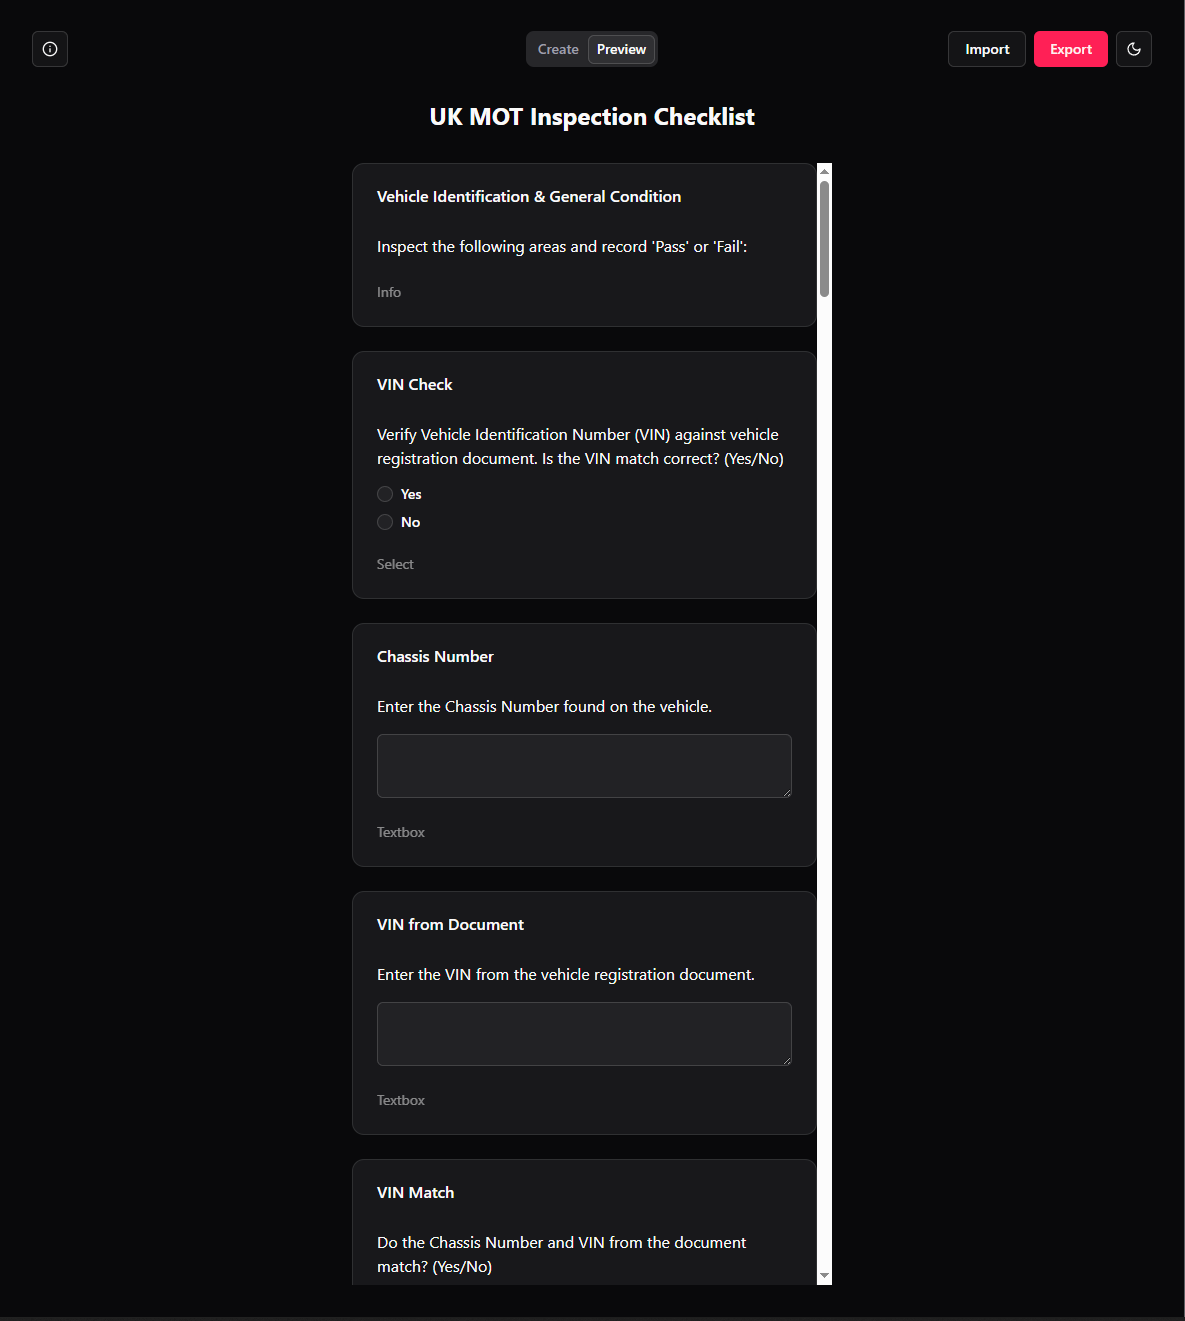 Create Preview Import Export
UK MOT Inspection Checklist
Vehicle Identification & General Condition
Inspect the following areas and record 'Pass' or 'Fail':
Info
VIN Check
Verify Vehicle Identification Number (VIN) against vehicle
registration document. Is the VIN match correct? (Yes/No)
Yes
No
Select
Chassis Number
Enter the Chassis Number found on the vehicle.
Textbox
VIN from Document
Enter the VIN from the vehicle registration document.
Textbox
VIN Match
Do the Chassis Number and VIN from the document
match? (Yes/No)